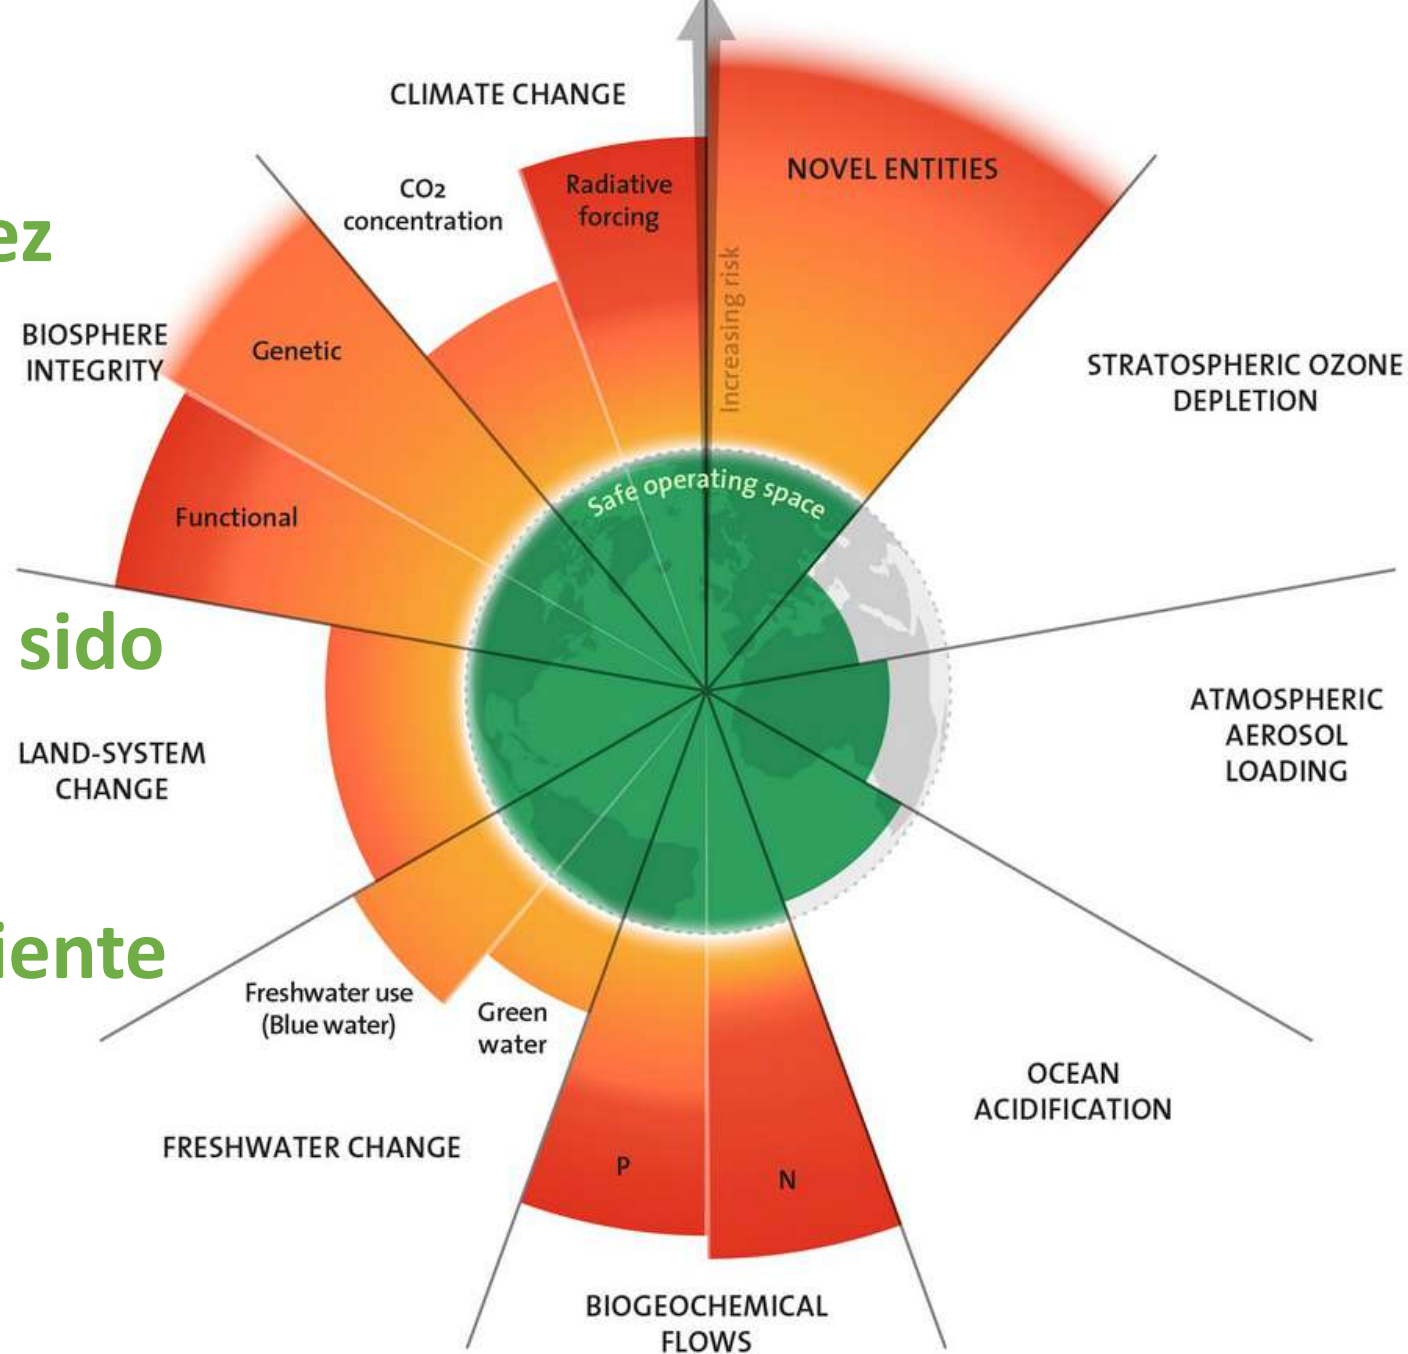 CLIMATE CHANGE
CO2
concentration
Radiative
forcing
NOVEL ENTITIES
Increasing risk
ez
BIOSPHERE
INTEGRITY
Genetic
Functional
STRATOSPHERIC OZONE
DEPLETION
Safe operating space
sido
LAND-SYSTEM
CHANGE
ATMOSPHERIC
AEROSOL
LOADING
iente
Freshwater use
(Blue water)
Green
water
FRESHWATER CHANGE
OCEAN
ACIDIFICATION
P
N
BIOGEOCHEMICAL
FLOWS